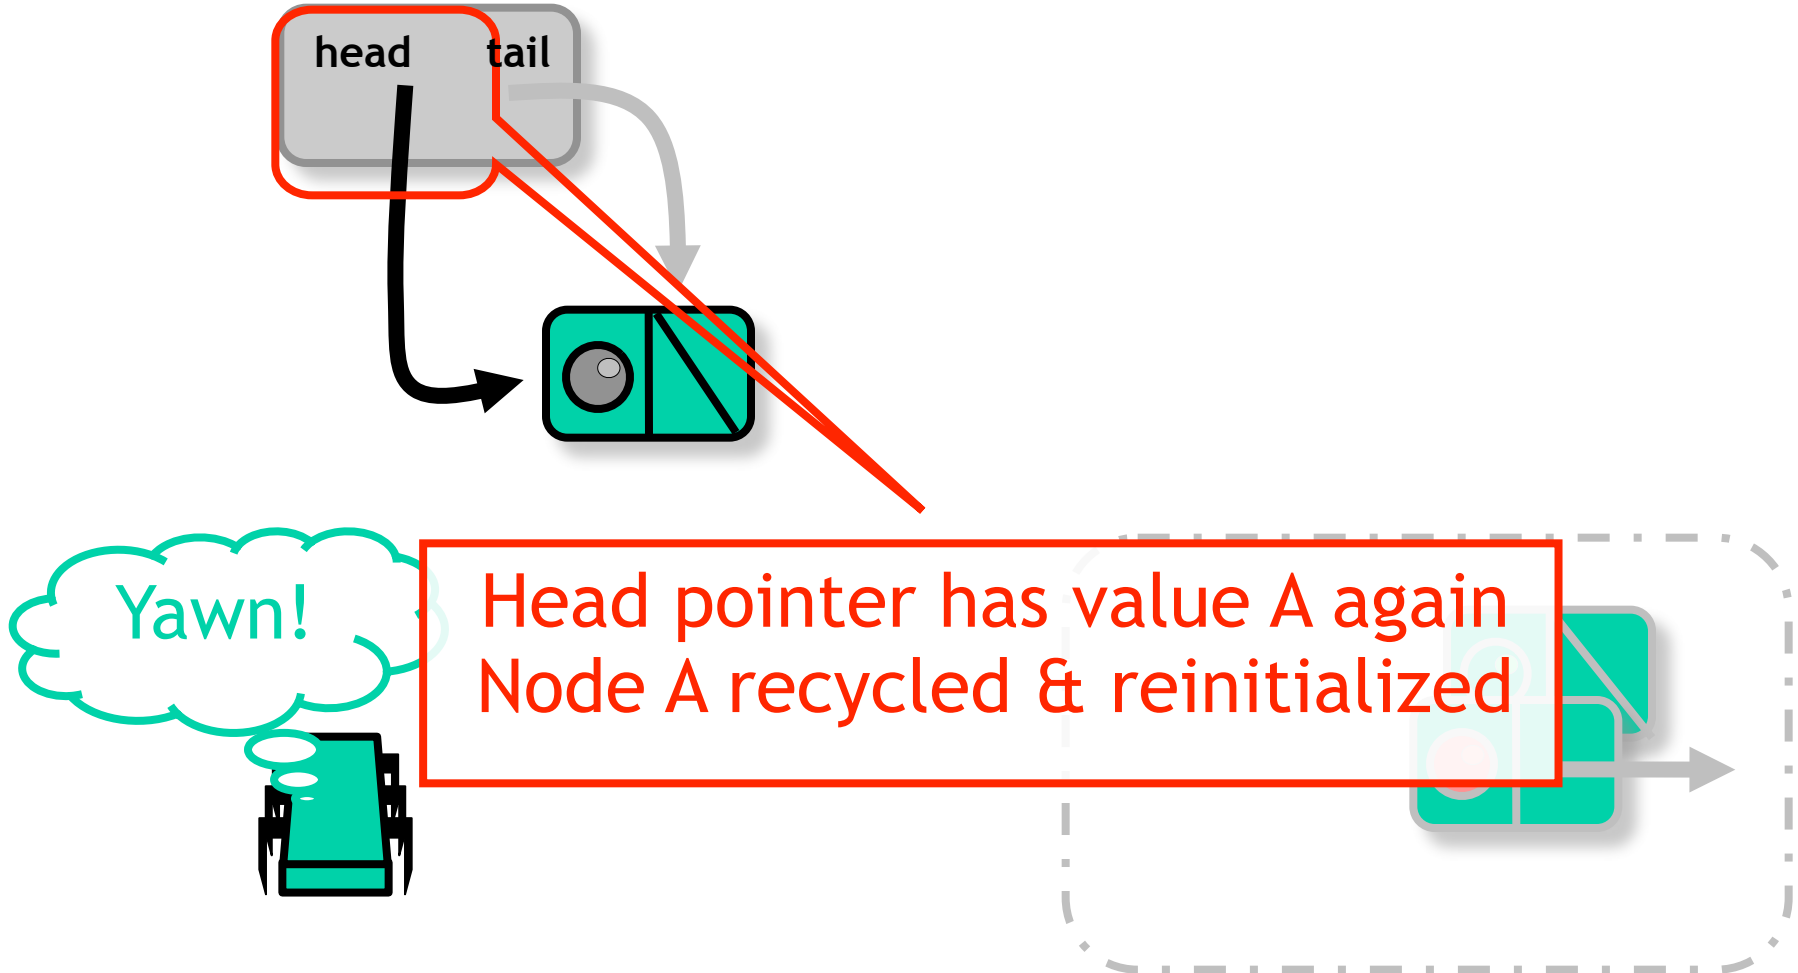 head tail
Yawn!
Head pointer has value A again
Node A recycled & reinitialized